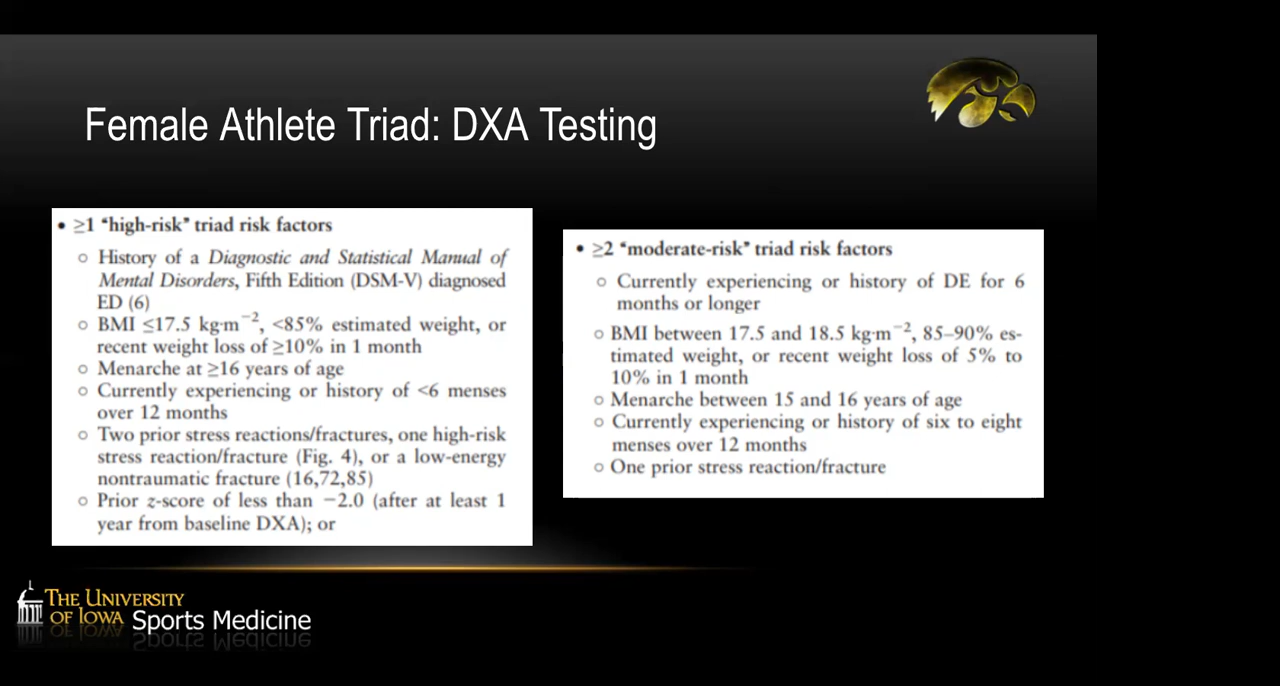 Female Athlete Triad: DXA Testing
• ≥1 “high-risk” triad risk factors
○ History of a Diagnostic and Statistical Manual of
Mental Disorders, Fifth Edition (DSM-V) diagnosed
ED (6)
○ BMI ≤17.5 kg·m⁻², <85% estimated weight, or
recent weight loss of ≥10% in 1 month
○ Menarche at ≥16 years of age
○ Currently experiencing or history of <6 menses
over 12 months
○ Two prior stress reactions/fractures, one high-risk
stress reaction/fracture (Fig. 4), or a low-energy
nontraumatic fracture (16,72,85)
○ Prior z-score of less than −2.0 (after at least 1
year from baseline DXA); or
• ≥2 “moderate-risk” triad risk factors
○ Currently experiencing or history of DE for 6
months or longer
○ BMI between 17.5 and 18.5 kg·m⁻², 85–90% es-
timated weight, or recent weight loss of 5% to
10% in 1 month
○ Menarche between 15 and 16 years of age
○ Currently experiencing or history of six to eight
menses over 12 months
○ One prior stress reaction/fracture
THE UNIVERSITY
OF IOWA Sports Medicine